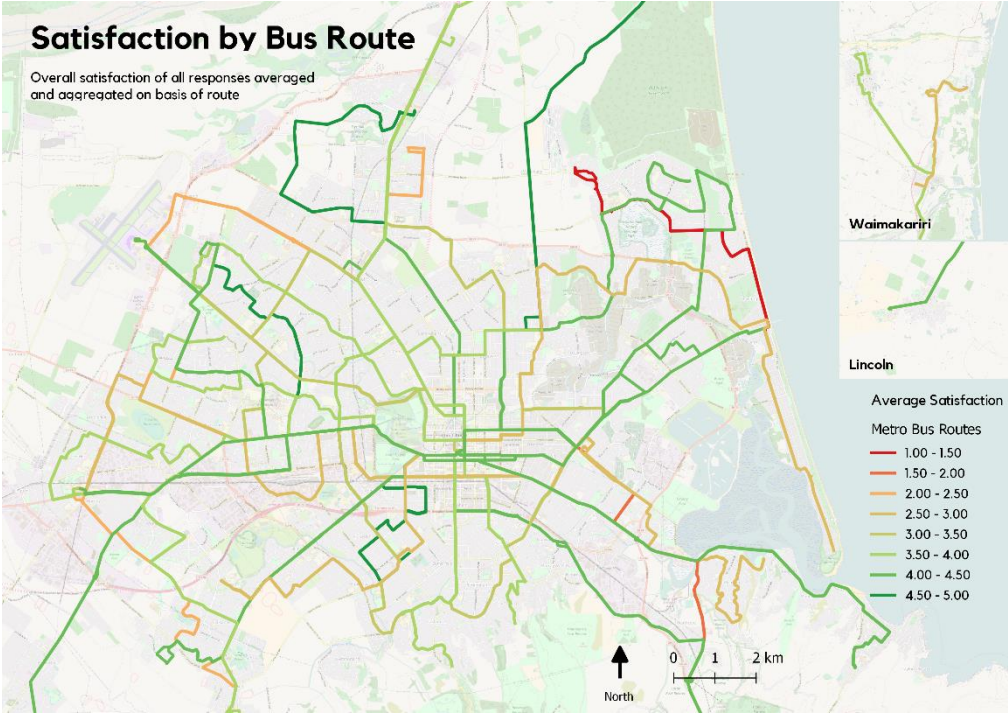 Satisfaction by Bus Route
Overall satisfaction of all responses averaged
and aggregated on basis of route
Waimakariri
Lincoln
Average Satisfaction
Metro Bus Routes
1.00 - 1.50
1.50 - 2.00
2.00 - 2.50
2.50 - 3.00
3.00 - 3.50
3.50 - 4.00
4.00 - 4.50
4.50 - 5.00
0 1 2 km
North